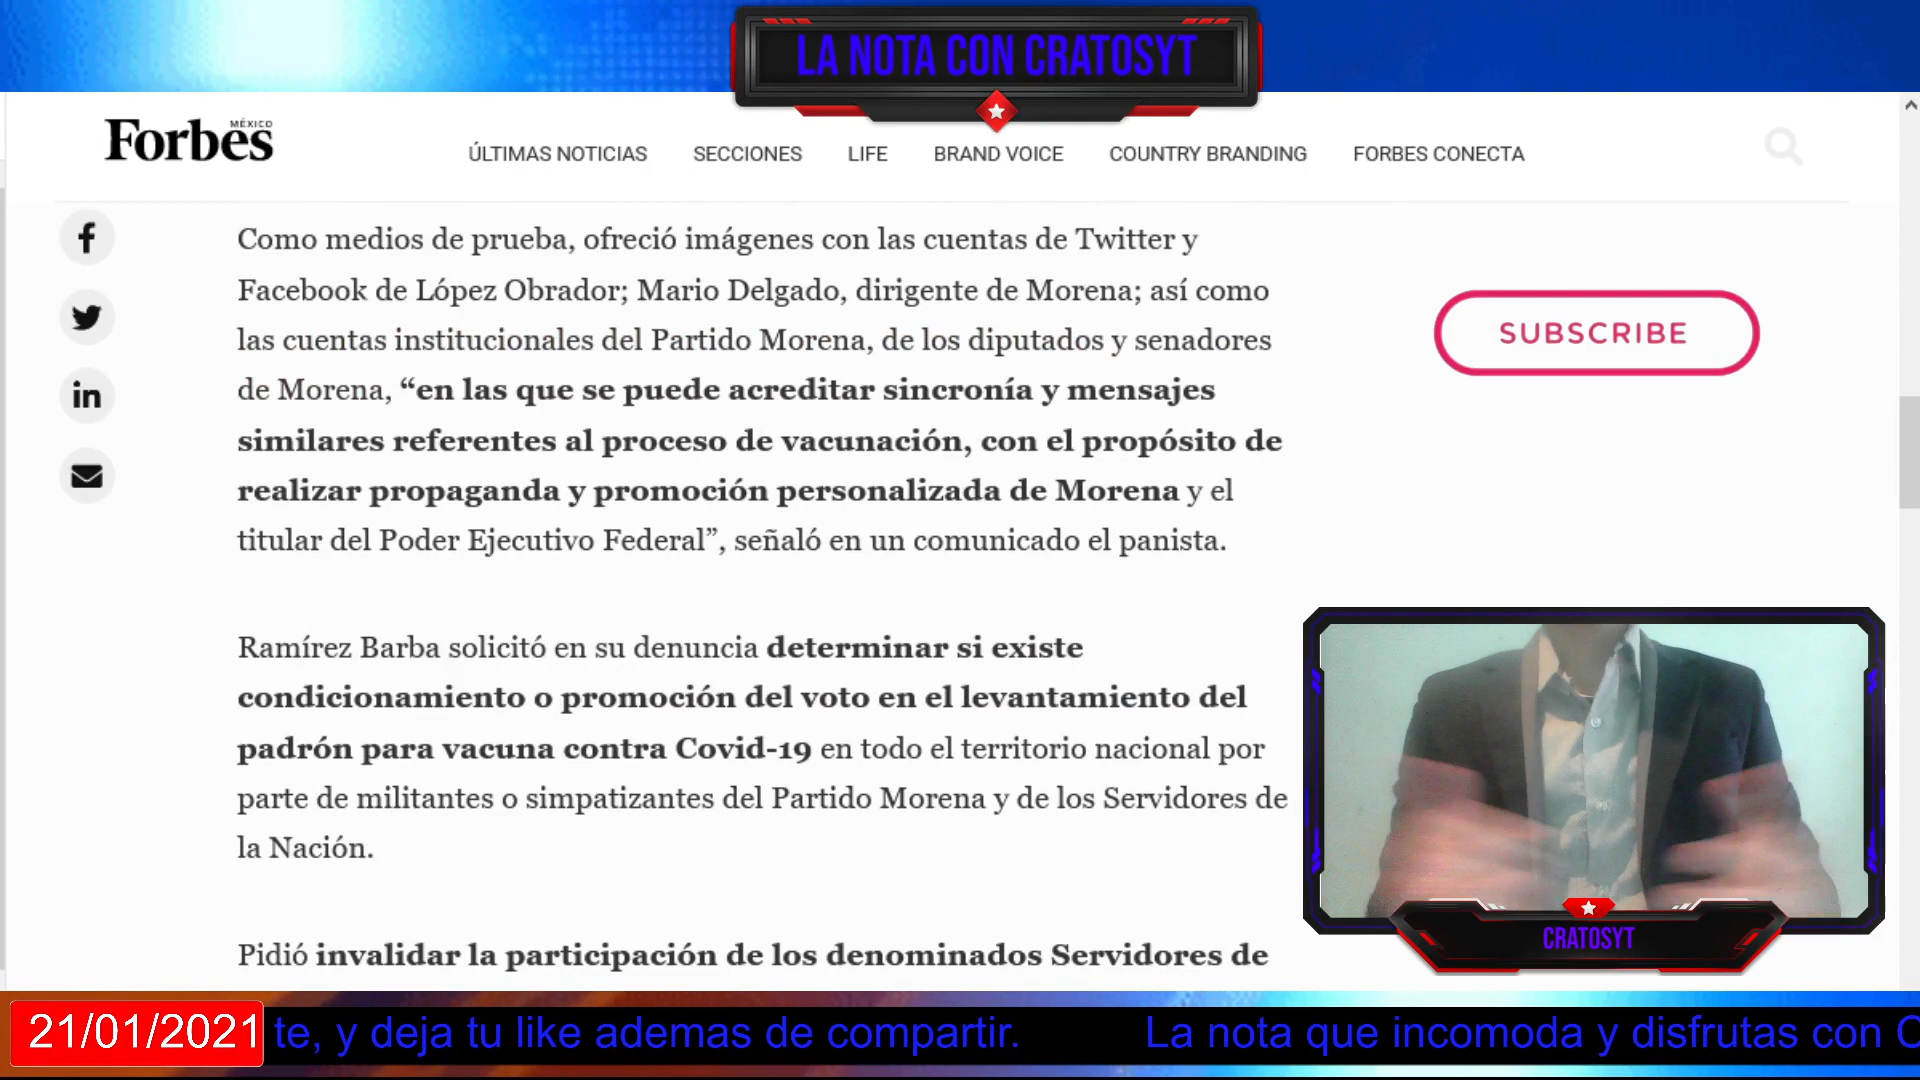 LA NOTA CON CRATOSYT
Forbes
MÉXICO
ÚLTIMAS NOTICIAS
SECCIONES
LIFE
BRAND VOICE
COUNTRY BRANDING
FORBES CONECTA
Como medios de prueba, ofreció imágenes con las cuentas de Twitter y
Facebook de López Obrador; Mario Delgado, dirigente de Morena; así como
las cuentas institucionales del Partido Morena, de los diputados y senadores
de Morena, “en las que se puede acreditar sincronía y mensajes
similares referentes al proceso de vacunación, con el propósito de
realizar propaganda y promoción personalizada de Morena y el
titular del Poder Ejecutivo Federal”, señaló en un comunicado el panista.
SUBSCRIBE
Ramírez Barba solicitó en su denuncia determinar si existe
condicionamiento o promoción del voto en el levantamiento del
padrón para vacuna contra Covid-19 en todo el territorio nacional por
parte de militantes o simpatizantes del Partido Morena y de los Servidores de
la Nación.
Pidió invalidar la participación de los denominados Servidores de
CRATOSYT
21/01/2021
te, y deja tu like ademas de compartir.
La nota que incomoda y disfrutas con C